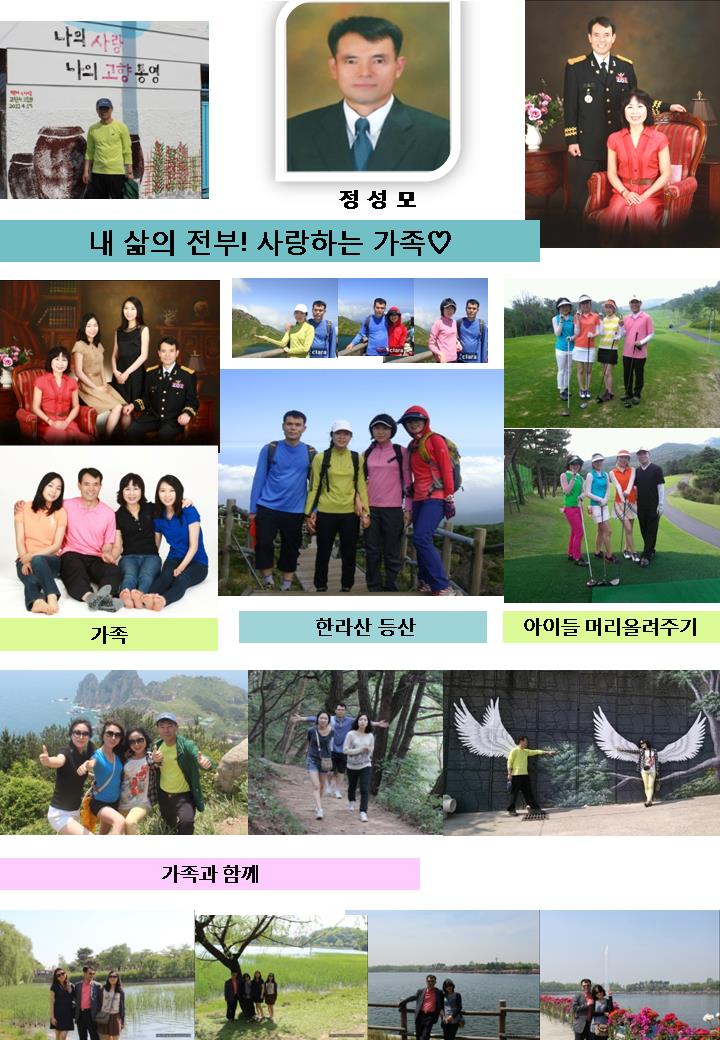 나의 사랑
나의 고향 통영
정 성 모
내 삶의 전부! 사랑하는 가족♡
clara
clara
가족
한라산 등산
아이들 머리올려주기
가족과 함께